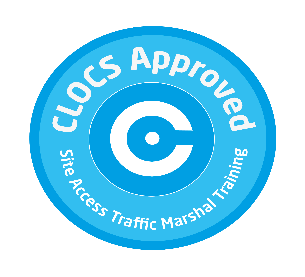 CLOCS Approved
Site Access Traffic Marshal Training